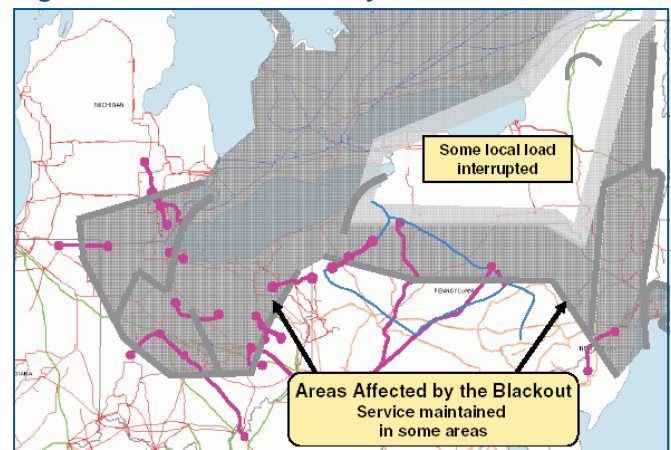 MICHIGAN
Some local load
interrupted
PENNSYLVANIA
Areas Affected by the Blackout
Service maintained
in some areas